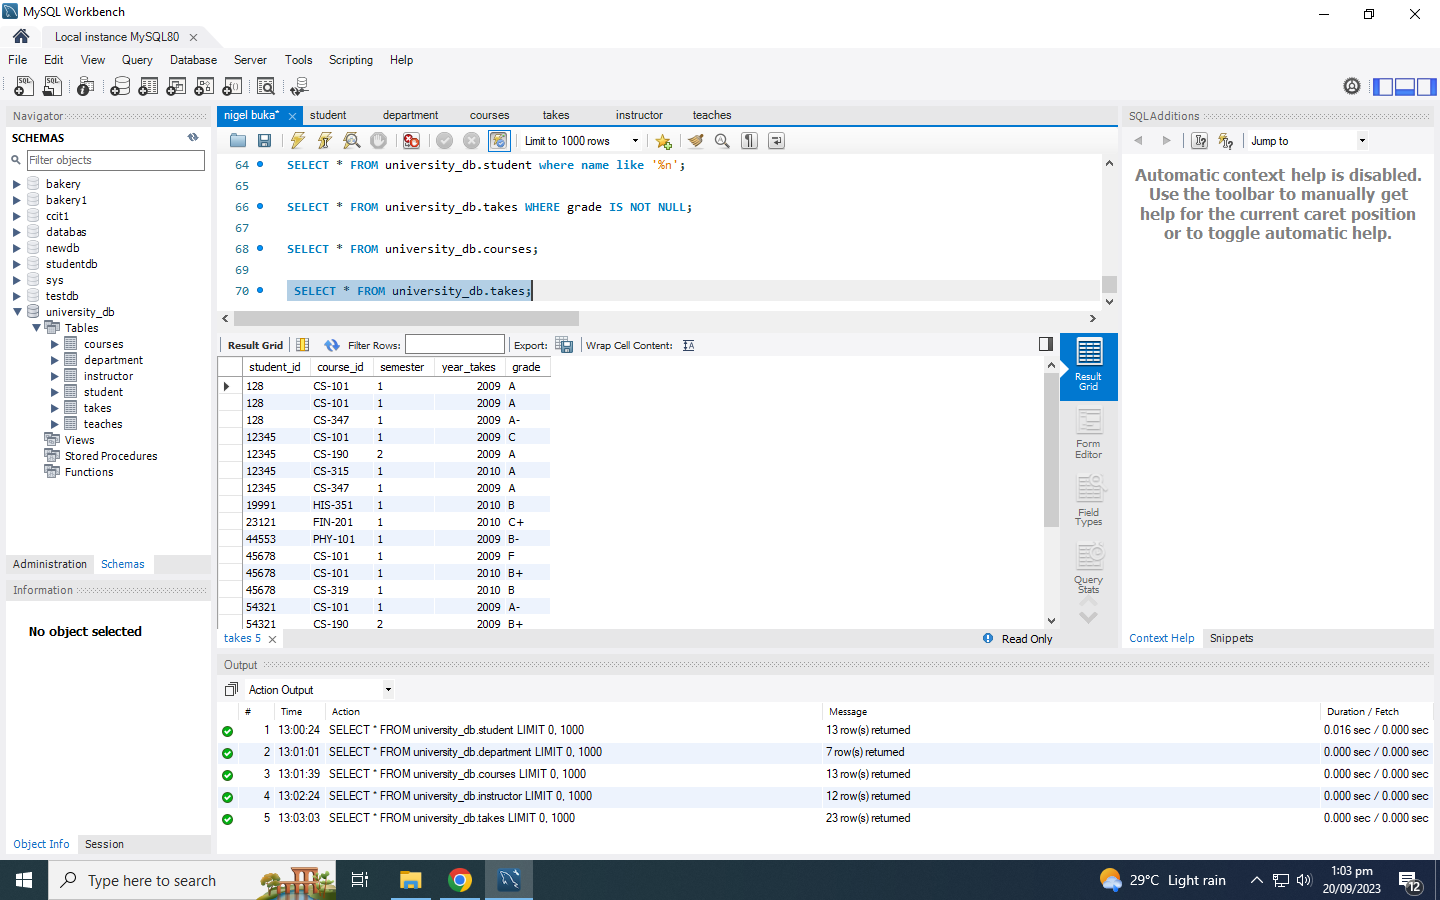 MySQL Workbench
Local instance MySQL80
File Edit View Query Database Server Tools Scripting Help
Navigator
SCHEMAS
Filter objects
bakery
bakery1
ccit1
databas
newdb
studentdb
sys
testdb
university_db
Tables
courses
department
instructor
student
takes
teaches
Views
Stored Procedures
Functions
Administration Schemas
Information
No object selected
Object Info Session
nigel buka* student department courses takes instructor teaches
Limit to 1000 rows
64 SELECT * FROM university_db.student where name like '%n';
65
66 SELECT * FROM university_db.takes WHERE grade IS NOT NULL;
67
68 SELECT * FROM university_db.courses;
69
70 SELECT * FROM university_db.takes;
Result Grid Filter Rows: Export: Wrap Cell Content:
student_id course_id semester year_takes grade
128 CS-101 1 2009 A
128 CS-101 1 2009 A
128 CS-347 1 2009 A-
12345 CS-101 1 2009 C
12345 CS-190 2 2009 A
12345 CS-315 1 2010 A
12345 CS-347 1 2009 A
19991 HIS-351 1 2010 B
23121 FIN-201 1 2010 C+
44553 PHY-101 1 2009 B-
45678 CS-101 1 2009 F
45678 CS-101 1 2010 B+
45678 CS-319 1 2010 B
54321 CS-101 1 2009 A-
54321 CS-190 2 2009 B+
Result
Grid
Form
Editor
Field
Types
Query
Stats
takes 5 Read Only
SQLAdditions
Jump to
Automatic context help is disabled.
Use the toolbar to manually get
help for the current caret position
or to toggle automatic help.
Context Help Snippets
Output
Action Output
# Time Action Message Duration / Fetch
1 13:00:24 SELECT * FROM university_db.student LIMIT 0, 1000 13 row(s) returned 0.016 sec / 0.000 sec
2 13:01:01 SELECT * FROM university_db.department LIMIT 0, 1000 7 row(s) returned 0.000 sec / 0.000 sec
3 13:01:39 SELECT * FROM university_db.courses LIMIT 0, 1000 13 row(s) returned 0.000 sec / 0.000 sec
4 13:02:24 SELECT * FROM university_db.instructor LIMIT 0, 1000 12 row(s) returned 0.000 sec / 0.000 sec
5 13:03:03 SELECT * FROM university_db.takes LIMIT 0, 1000 23 row(s) returned 0.000 sec / 0.000 sec
Type here to search
29°C Light rain
1:03 pm
20/09/2023
12